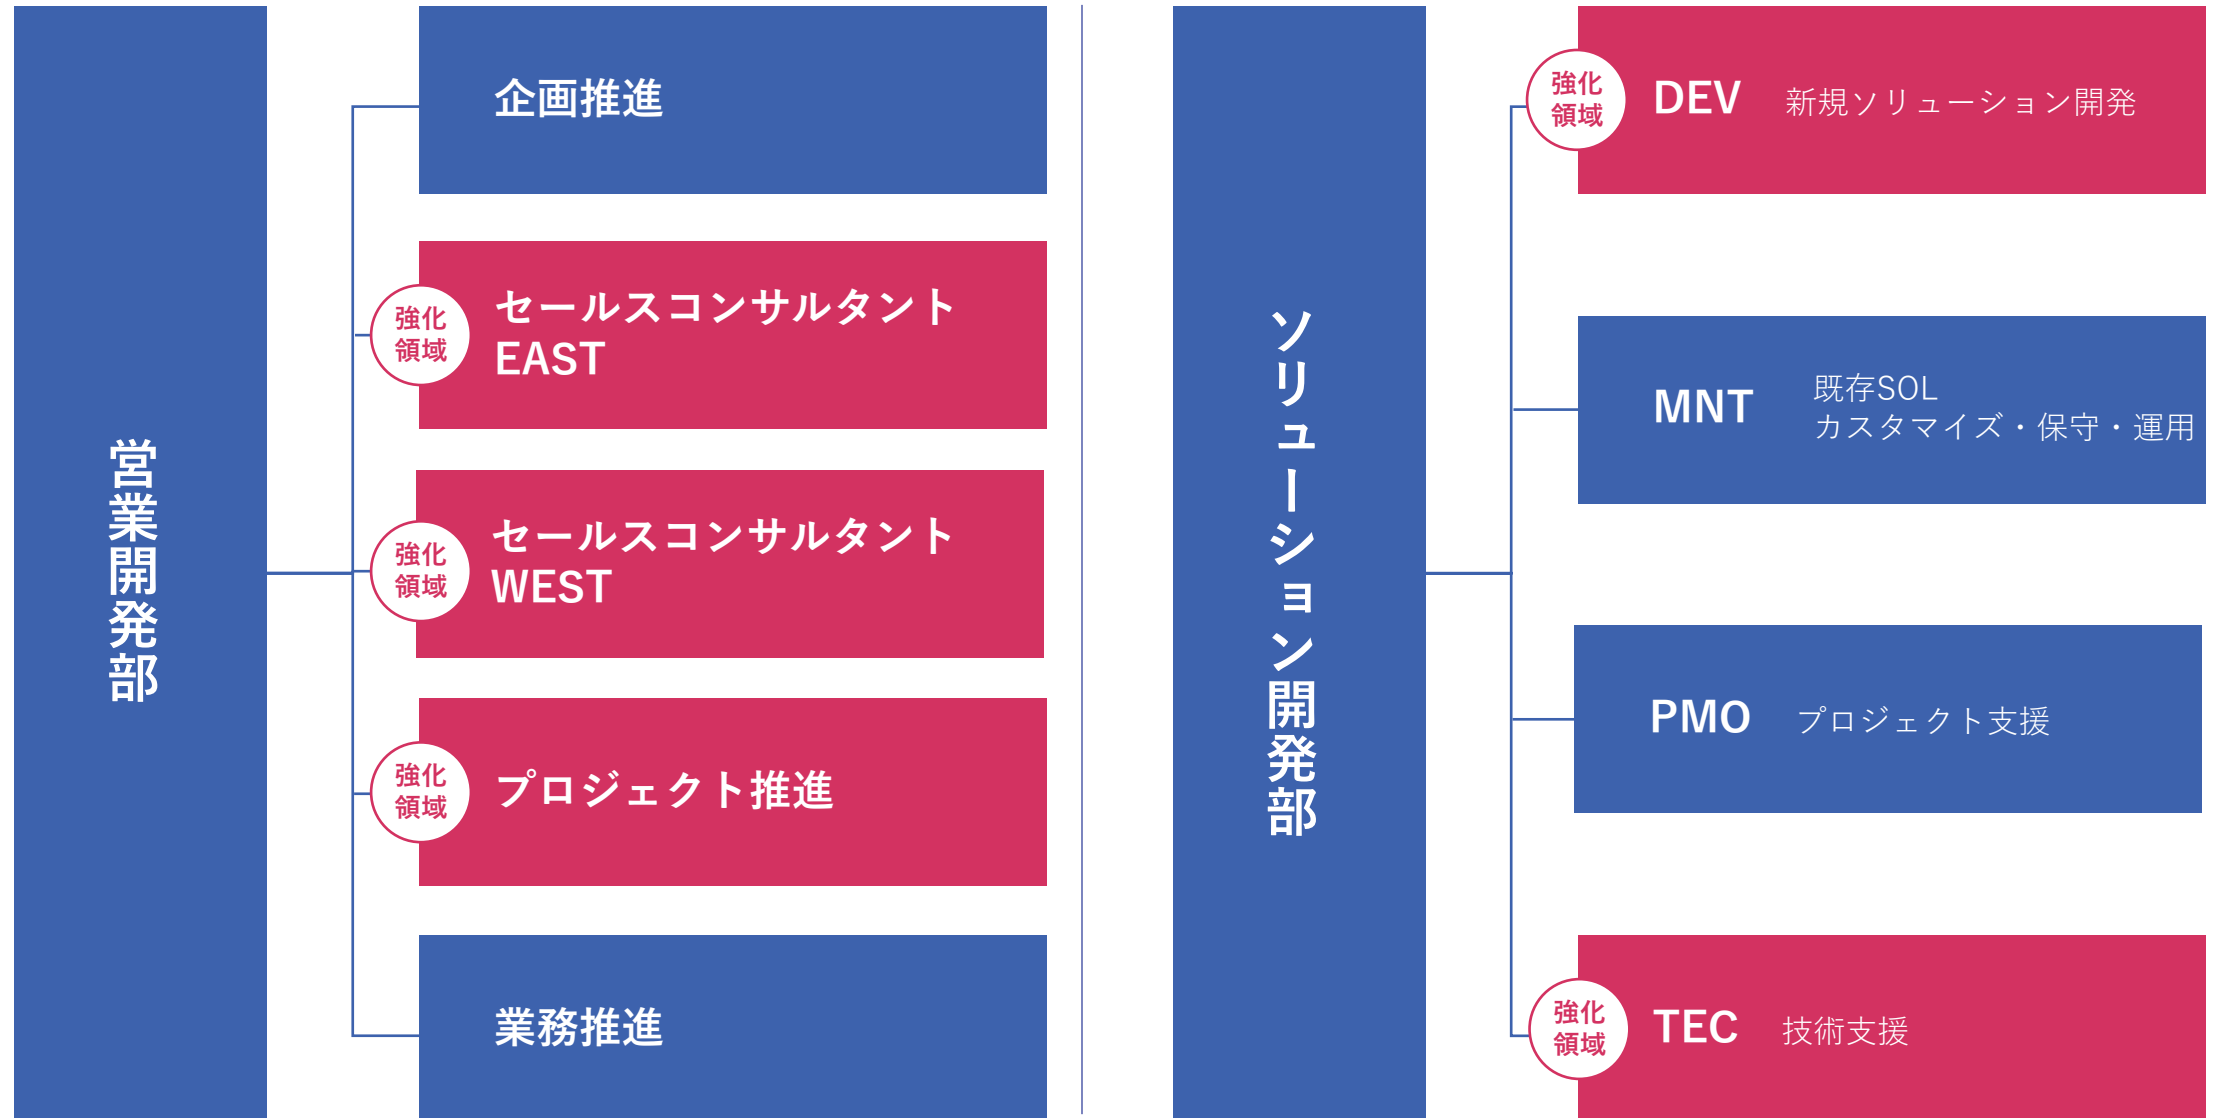 営業開発部
企画推進
強化
領域
セールスコンサルタント
EAST
強化
領域
セールスコンサルタント
WEST
強化
領域
プロジェクト推進
業務推進
ソリューション開発部
強化
領域
DEV 新規ソリューション開発
MNT
既存SOL
カスタマイズ・保守・運用
PMO プロジェクト支援
強化
領域
TEC 技術支援